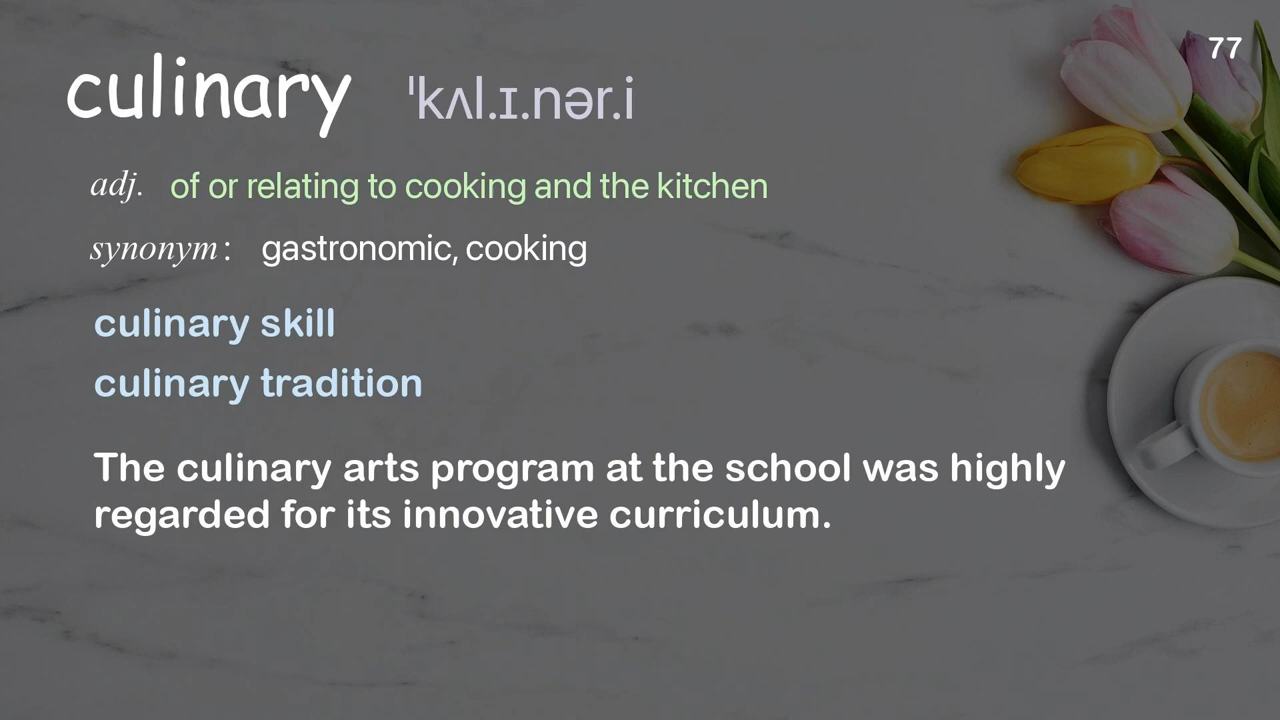 77
culinary ˈkʌl.ɪ.nər.i
adj. of or relating to cooking and the kitchen
synonym: gastronomic, cooking
culinary skill
culinary tradition
The culinary arts program at the school was highly
regarded for its innovative curriculum.